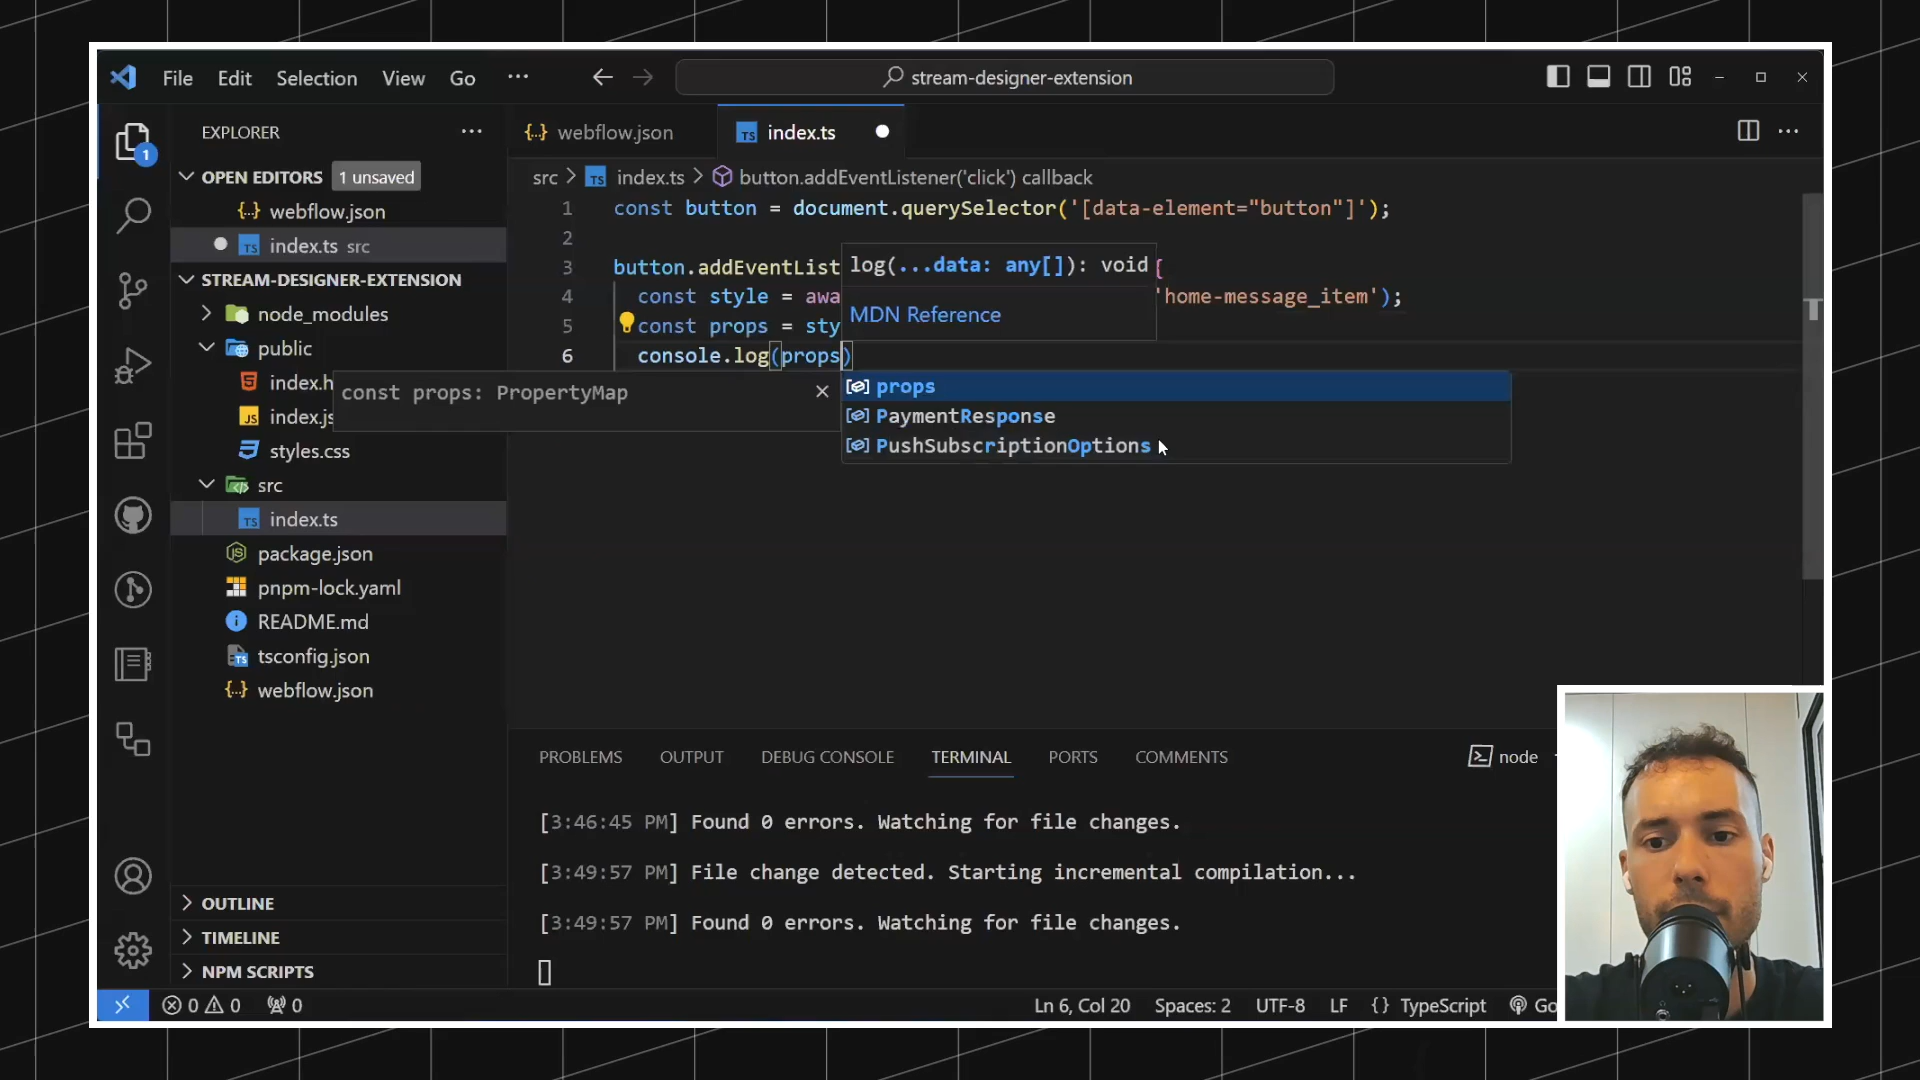 File Edit Selection View Go ···
stream-designer-extension
EXPLORER
OPEN EDITORS 1 unsaved
{..} webflow.json
TS index.ts src
STREAM-DESIGNER-EXTENSION
node_modules
public
index.h
JS index.js
styles.css
src
TS index.ts
package.json
pnpm-lock.yaml
README.md
tsconfig.json
{..} webflow.json
OUTLINE
TIMELINE
NPM SCRIPTS
1
{..} webflow.json
TS index.ts
src > TS index.ts > button.addEventListener('click') callback
1 const button = document.querySelector('[data-element="button"]');
2
3 button.addEventList
4 const style = awa 'home-message_item');
5 const props = sty
6 console.log(props)
log(...data: any[]): void {
MDN Reference
const props: PropertyMap
props
PaymentResponse
PushSubscriptionOptions
PROBLEMS OUTPUT DEBUG CONSOLE TERMINAL PORTS COMMENTS node
[3:46:45 PM] Found 0 errors. Watching for file changes.
[3:49:57 PM] File change detected. Starting incremental compilation...
[3:49:57 PM] Found 0 errors. Watching for file changes.
0 0 0
Ln 6, Col 20 Spaces: 2 UTF-8 LF {} TypeScript Go